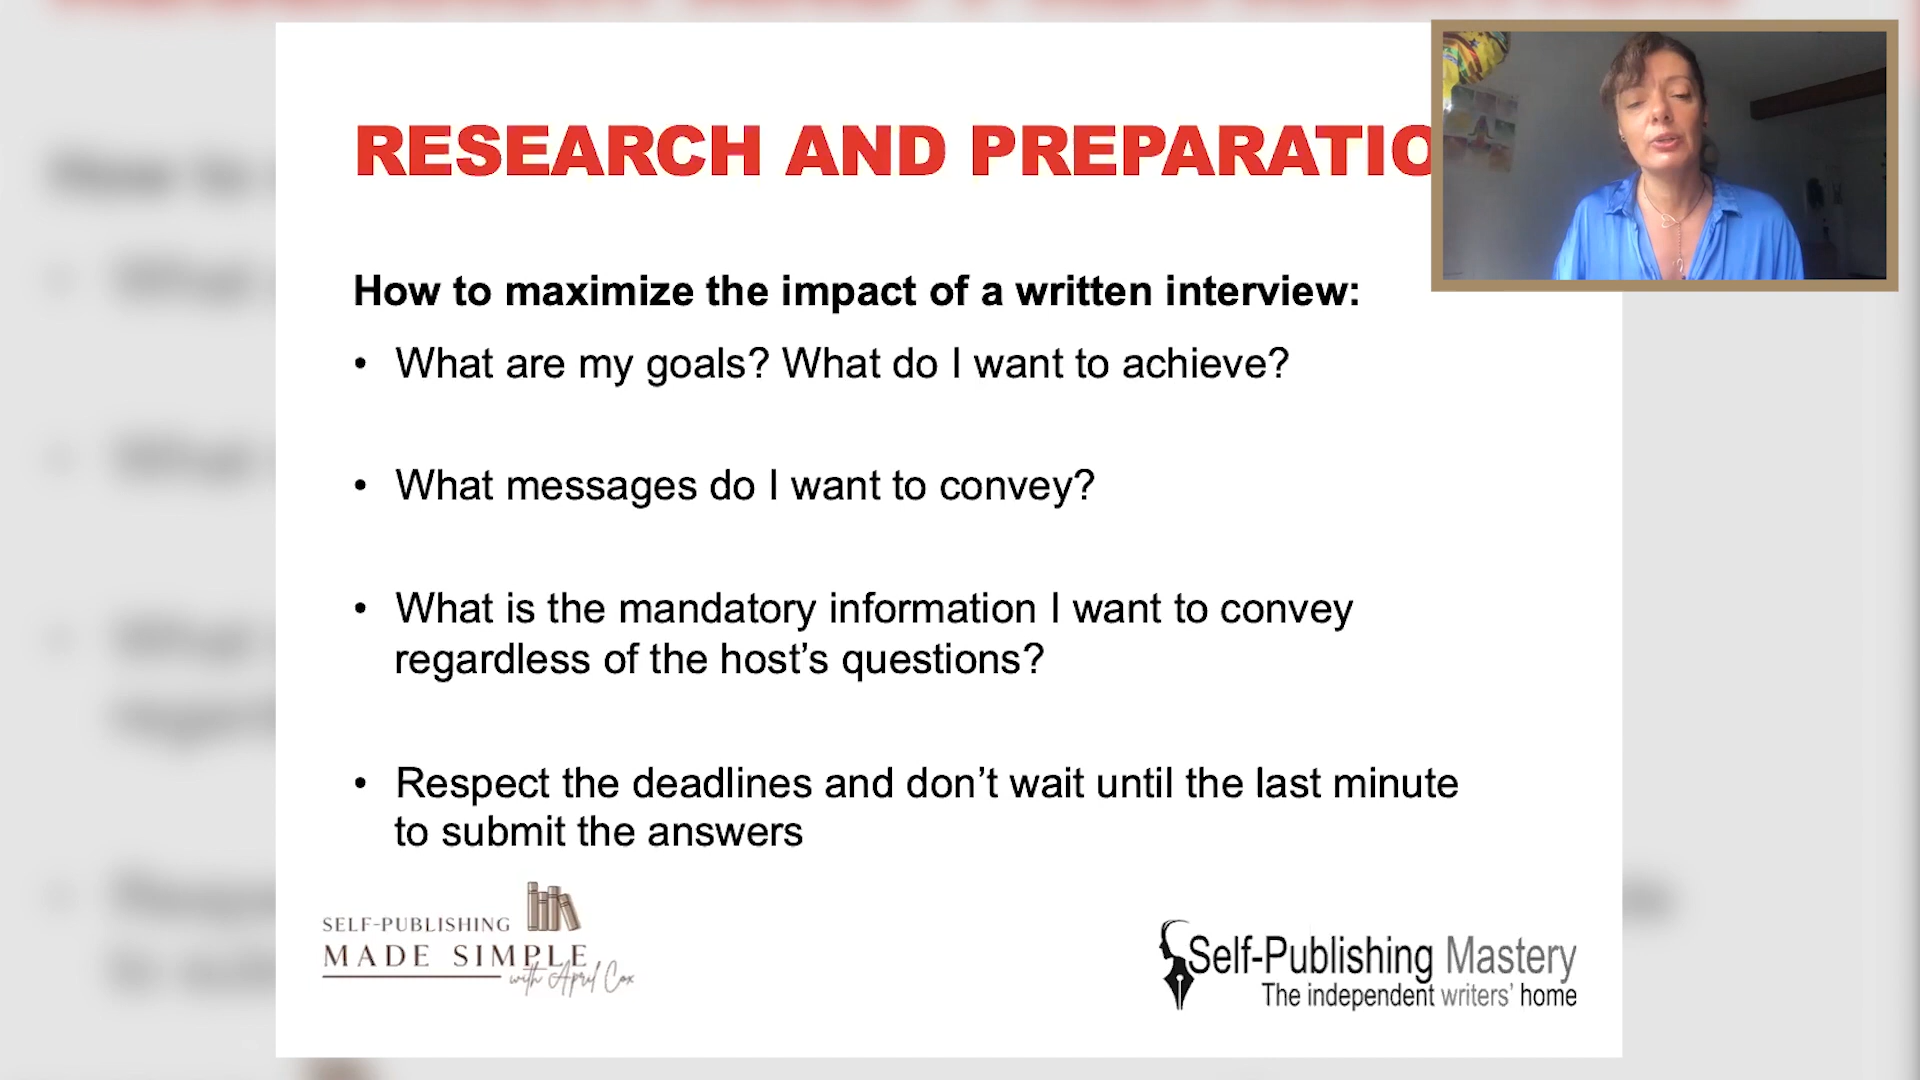 RESEARCH AND PREPARATIO
How to maximize the impact of a written interview:
• What are my goals? What do I want to achieve?
• What messages do I want to convey?
• What is the mandatory information I want to convey
regardless of the host’s questions?
• Respect the deadlines and don’t wait until the last minute
to submit the answers
SELF-PUBLISHING
MADE SIMPLE
with April Cox
Self-Publishing Mastery
The independent writers’ home